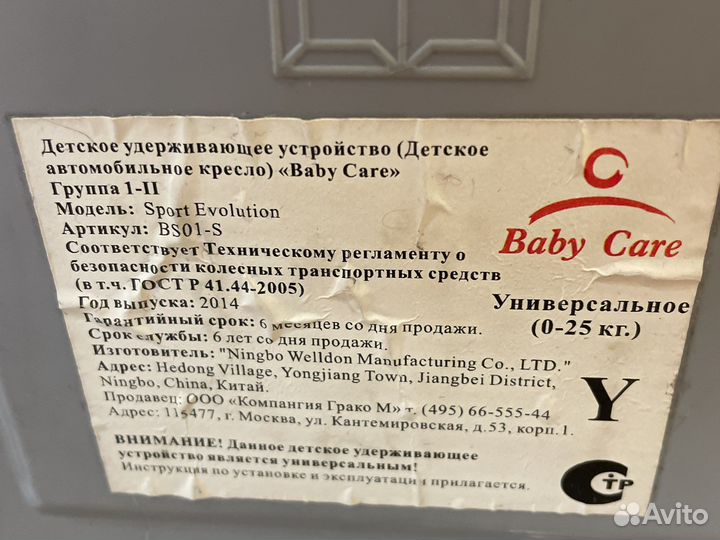 Детское удерживающее устройство (Детское
автомобильное кресло) «Baby Care»
Группа 1-II
Модель: Sport Evolution
Артикул: BS01-S
Соответствует Техническому регламенту о
безопасности колесных транспортных средств
(в т.ч. ГОСТ Р 41.44-2005)
Год выпуска: 2014
Гарантийный срок: 6 месяцев со дня продажи.
Срок службы: 6 лет со дня продажи.
Изготовитель: "Ningbo Welldon Manufacturing Co., LTD."
Адрес: Hedong Village, Yongjiang Town, Jiangbei District,
Ningbo, China, Китай.
Продавец: ООО «Компангия Грако М» т. (495) 66-555-44
Адрес: 115477, г. Москва, ул. Кантемировская, д.53, корп.1.
ВНИМАНИЕ! Данное детское удерживающее
устройство является универсальным!
Инструкция по установке и эксплуатаци прилагается.
Baby Care
Универсальное
(0-25 кг.)
Y
С тр
Avito